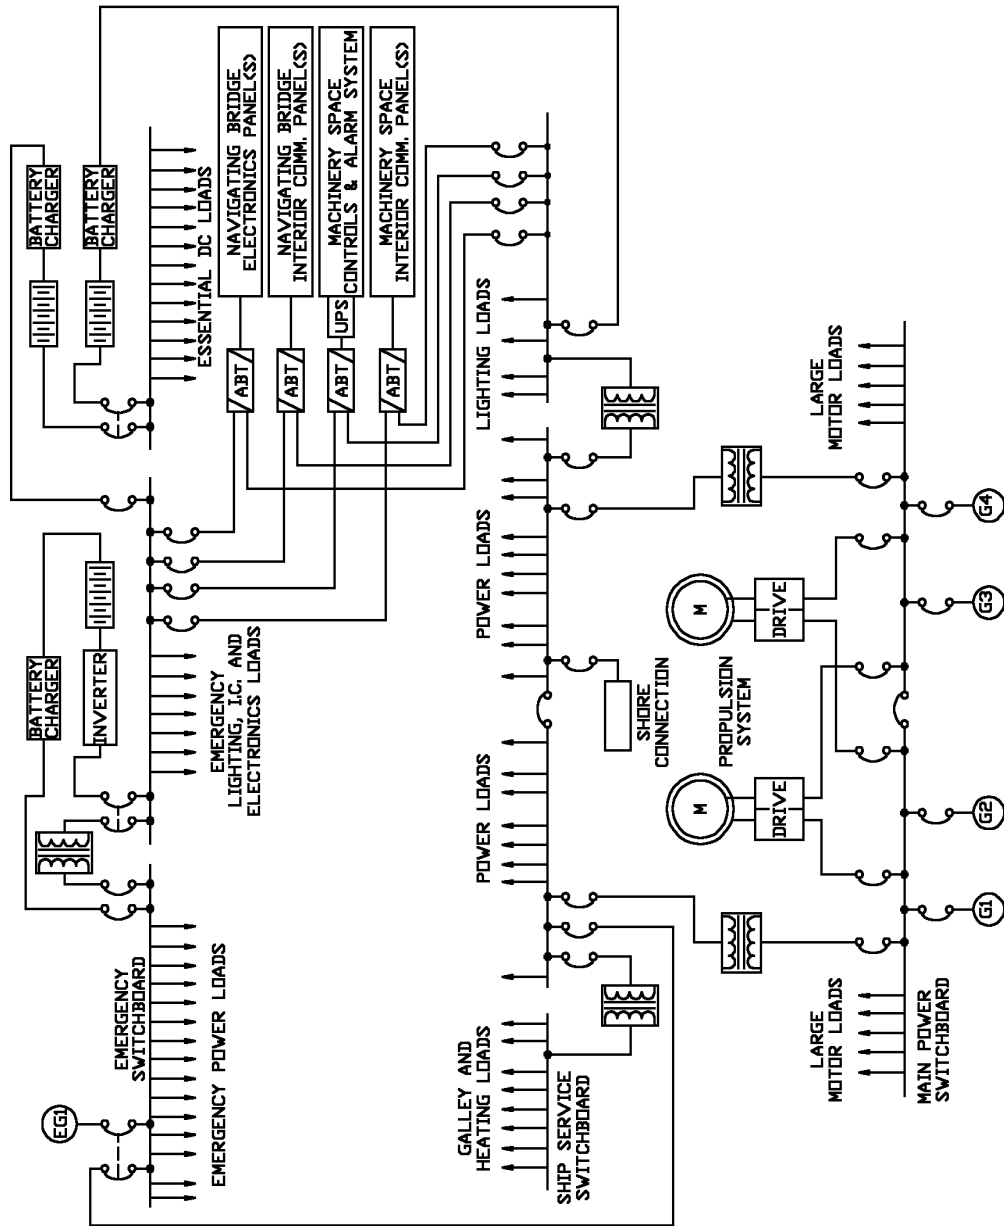 EG1
EMERGENCY
SWITCHBOARD
EMERGENCY POWER LOADS
BATTERY
CHARGER
INVERTER
EMERGENCY
LIGHTING, I.C. AND
ELECTRONICS LOADS
BATTERY
CHARGER
BATTERY
CHARGER
ESSENTIAL DC LOADS
ABT
NAVIGATING BRIDGE
ELECTRONICS PANEL(S)
ABT
NAVIGATING BRIDGE
INTERIOR COMM. PANEL(S)
ABT
UPS
MACHINERY SPACE
CONTROLS & ALARM SYSTEM
ABT
MACHINERY SPACE
INTERIOR COMM. PANEL(S)
GALLEY AND
HEATING LOADS
SHIP SERVICE
SWITCHBOARD
POWER LOADS
POWER LOADS
LIGHTING LOADS
SHORE
CONNECTION
M
DRIVE
PROPULSION
SYSTEM
M
DRIVE
LARGE
MOTOR LOADS
LARGE
MOTOR LOADS
MAIN POWER
SWITCHBOARD
G1
G2
G3
G4